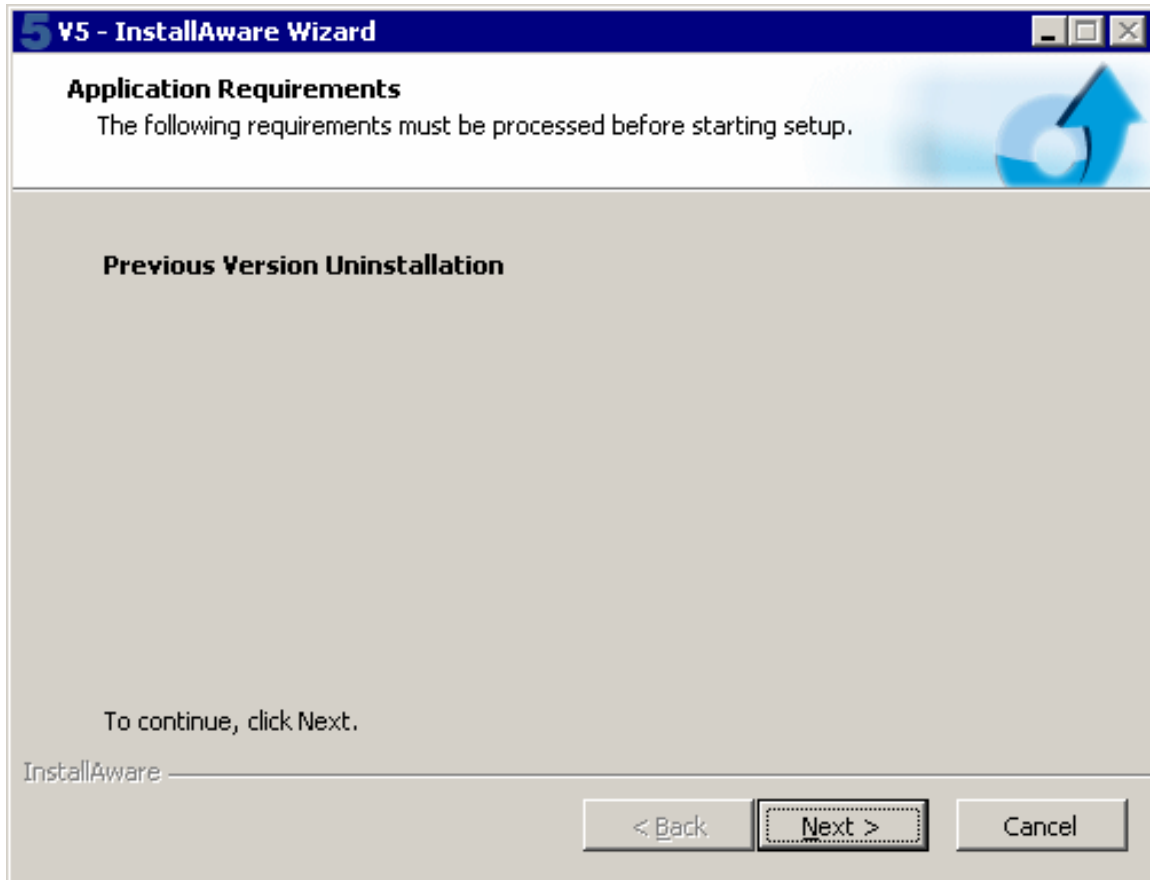 5 V5 - InstallAware Wizard
Application Requirements
The following requirements must be processed before starting setup.
Previous Version Uninstallation
To continue, click Next.
InstallAware
< Back Next > Cancel